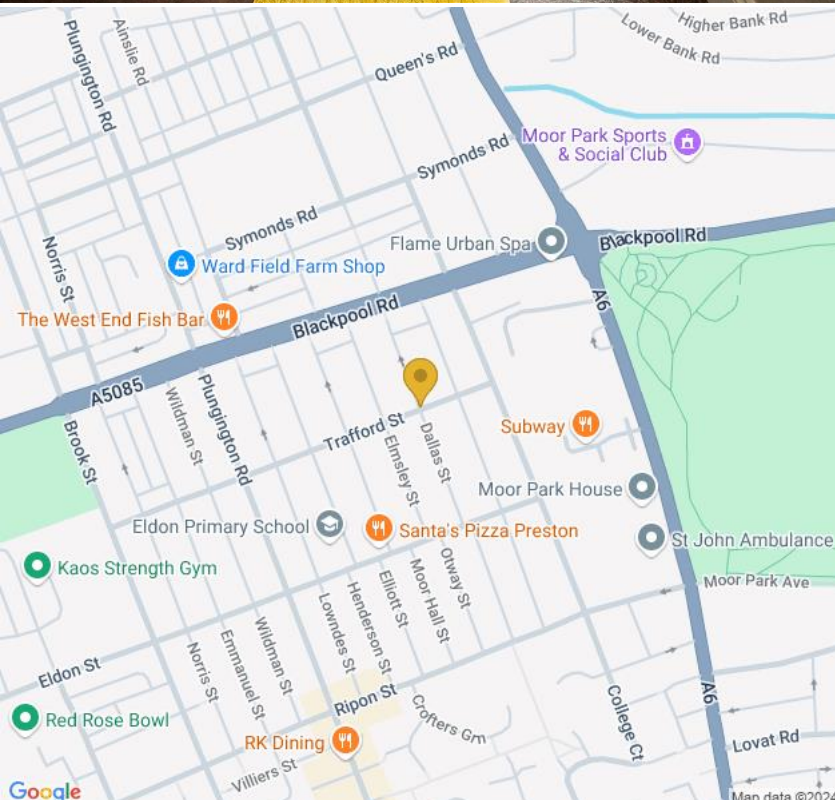 Higher Bank Rd
Lower Bank Rd
Ainslie Rd
Plungington Rd
Queen's Rd
Moor Park Sports
& Social Club
Symonds Rd
Symonds Rd
Flame Urban Spa
Blackpool Rd
Norris St
Ward Field Farm Shop
A6
The West End Fish Bar
Blackpool Rd
A5085
Wildman St
Plungington Rd
Brook St
Trafford St
Dallas St
Elmsley St
Subway
Moor Park House
Eldon Primary School
Santa's Pizza Preston
St John Ambulance
Kaos Strength Gym
Otway St
Moor Hall St
Elliott St
Henderson St
Lowndes St
Moor Park Ave
Wildman St
Emmanuel St
Norris St
Eldon St
Ripon St
Crofters Grn
College Ct
A6
Red Rose Bowl
RK Dining
Lovat Rd
Villiers St
Google
Map data ©2024